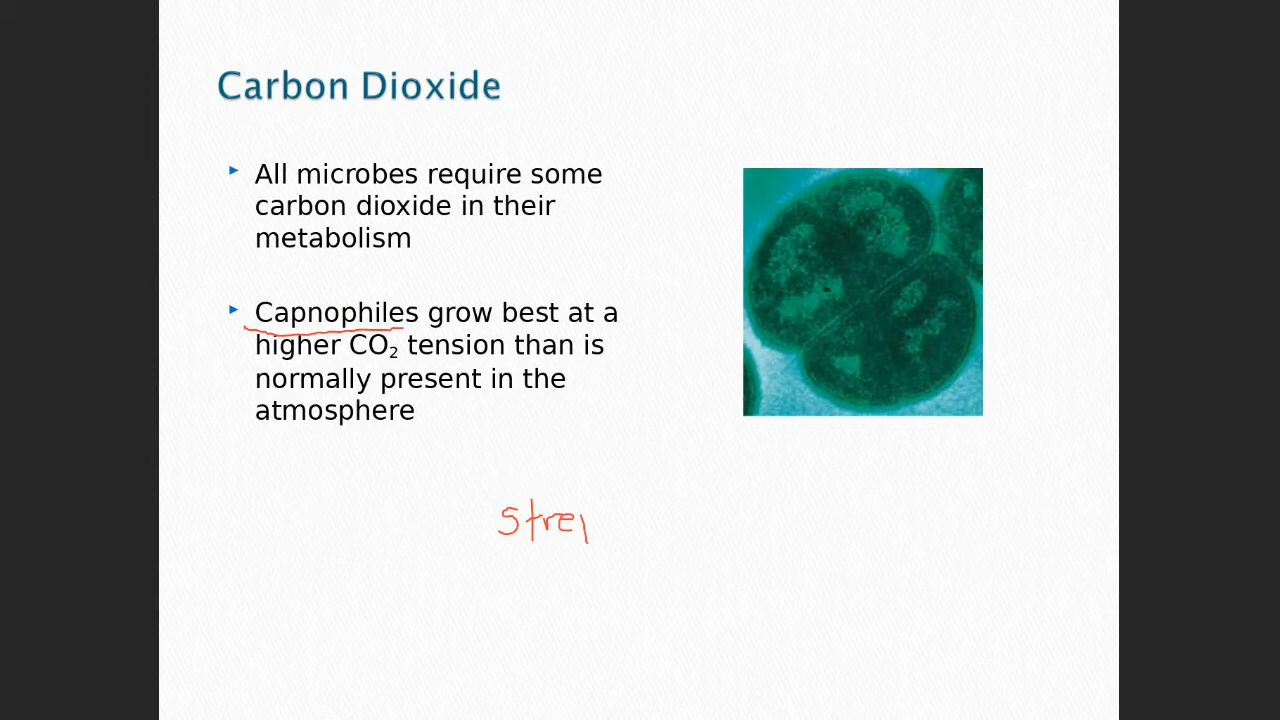 Carbon Dioxide
All microbes require some
carbon dioxide in their
metabolism
Capnophiles grow best at a
higher CO₂ tension than is
normally present in the
atmosphere
stre